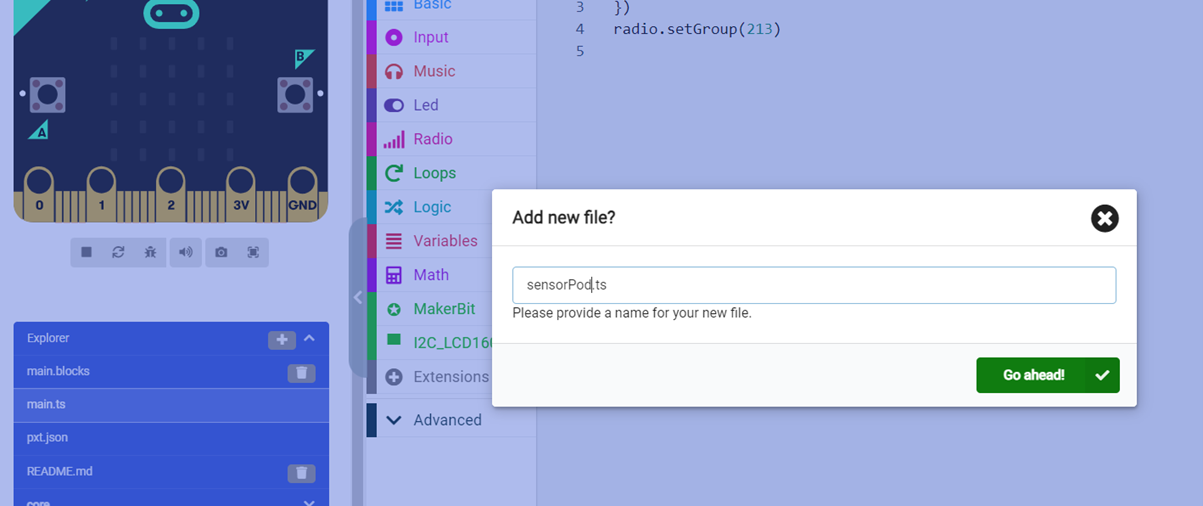 B
A
0 1 2 3V GND
Explorer
main.blocks
main.ts
pxt.json
README.md
core
Basic
Input
Music
Led
Radio
Loops
Logic
Variables
Math
MakerBit
I2C_LCD160
Extensions
Advanced
3 })
4 radio.setGroup(213)
5
Add new file?
sensorPod.ts
Please provide a name for your new file.
Go ahead!